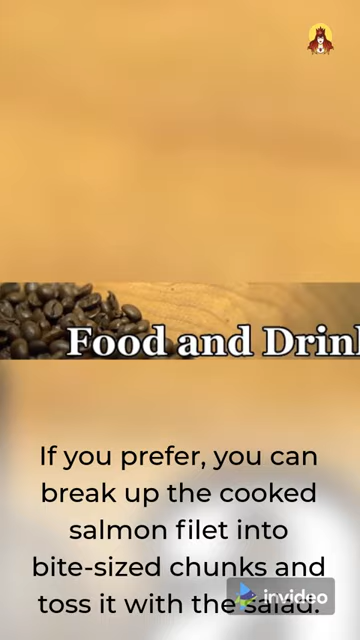 Food and Drin
If you prefer, you can
break up the cooked
salmon filet into
bite-sized chunks and
toss it with the salad.
invideo